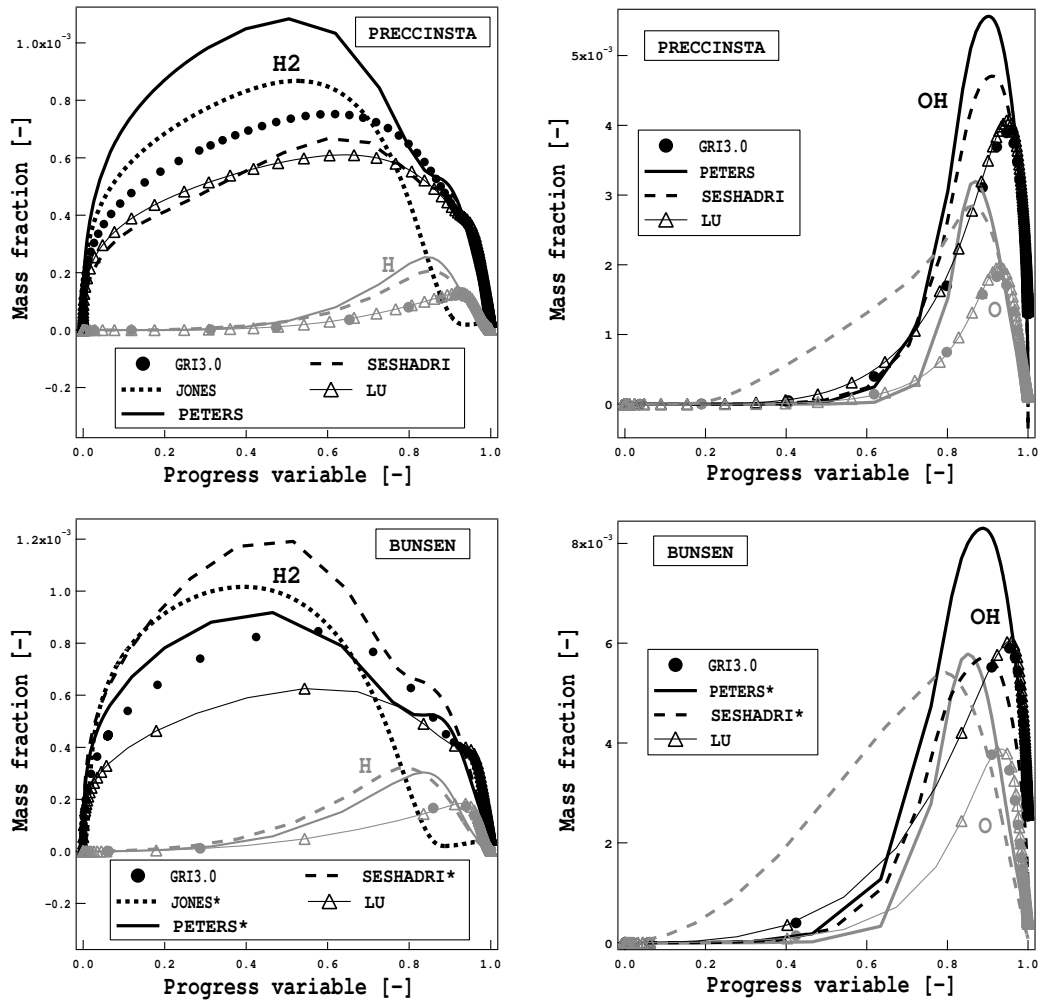 PRECCINSTA
1.0x10⁻³
0.8
0.6
0.4
0.2
0.0
-0.2
Mass fraction [-]
H2
H
GRI3.0
JONES
PETERS
SESHADRI
LU
0.0 0.2 0.4 0.6 0.8 1.0
Progress variable [-]
PRECCINSTA
5x10⁻³
4
3
2
1
0
Mass fraction [-]
OH
O
GRI3.0
PETERS
SESHADRI
LU
0.0 0.2 0.4 0.6 0.8 1.0
Progress variable [-]
BUNSEN
1.2x10⁻³
1.0
0.8
0.6
0.4
0.2
0.0
-0.2
Mass fraction [-]
H2
H
GRI3.0
JONES*
PETERS*
SESHADRI*
LU
0.0 0.2 0.4 0.6 0.8 1.0
Progress variable [-]
BUNSEN
8x10⁻³
6
4
2
0
Mass fraction [-]
OH
O
GRI3.0
PETERS*
SESHADRI*
LU
0.0 0.2 0.4 0.6 0.8 1.0
Progress variable [-]